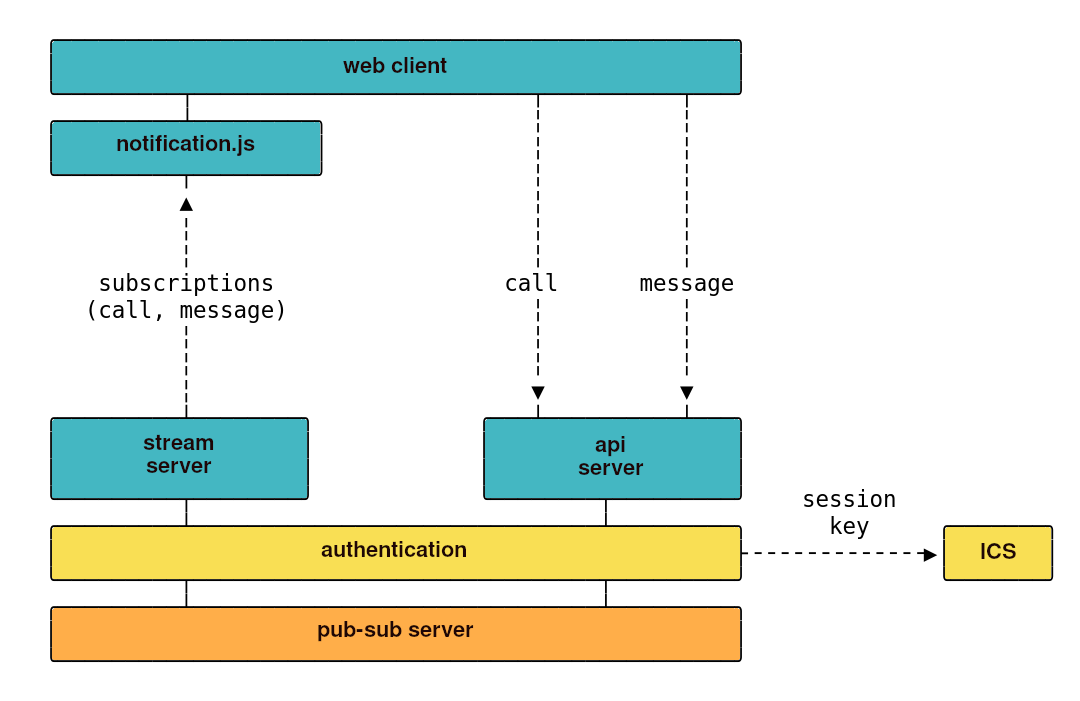 web client
notification.js
subscriptions
(call, message)
call
message
stream
server
api
server
session
key
authentication
ICS
pub-sub server